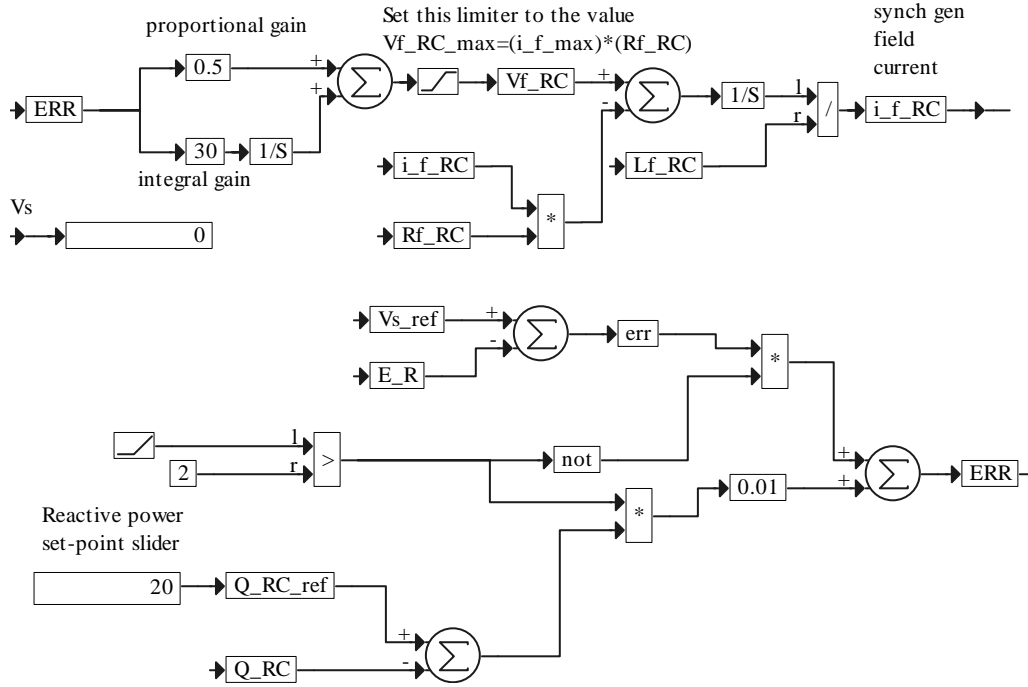 Set this limiter to the value
Vf_RC_max=(i_f_max)*(Rf_RC)
synch gen
field
current
proportional gain
ERR
0.5
+
+
Σ
Vf_RC
+
-
Σ
1/S
l
r
/
i_f_RC
30
1/S
integral gain
i_f_RC
Lf_RC
*
Rf_RC
Vs
0
Vs_ref
+
-
Σ
err
*
E_R
l
r
>
2
not
+
+
Σ
ERR
0.01
*
Reactive power
set-point slider
20
Q_RC_ref
+
-
Σ
Q_RC